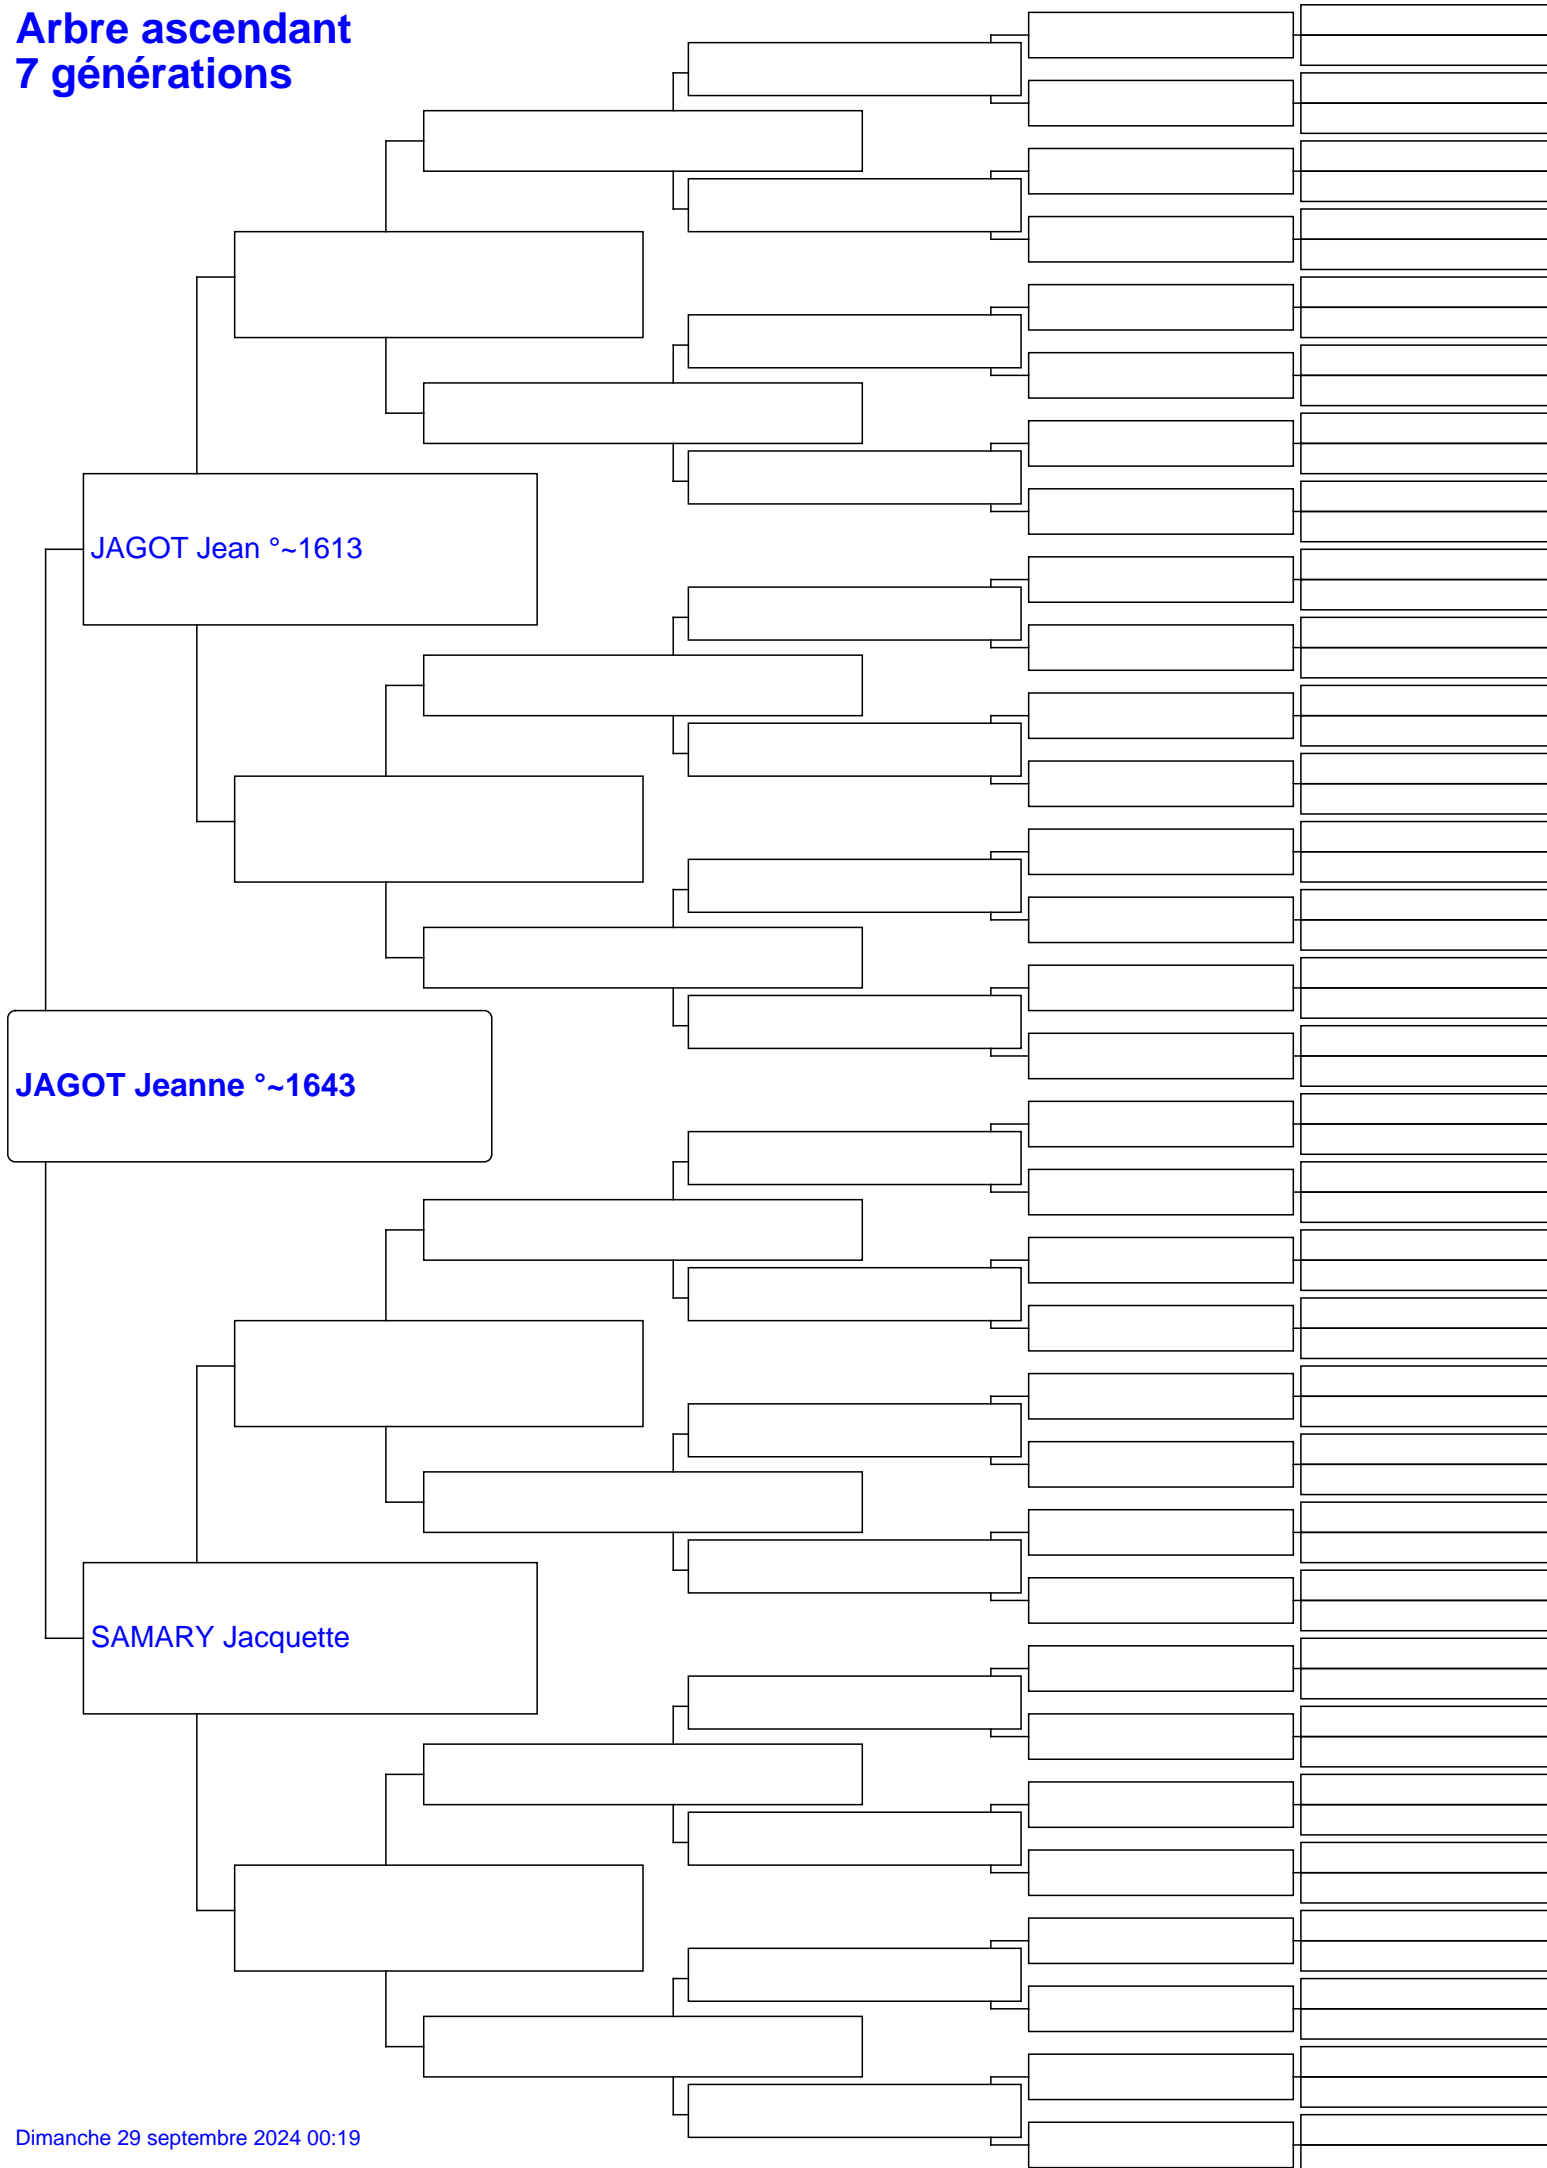 Arbre ascendant
7 générations
JAGOT Jean °~1613
JAGOT Jeanne °~1643
SAMARY Jacquette
Dimanche 29 septembre 2024 00:19